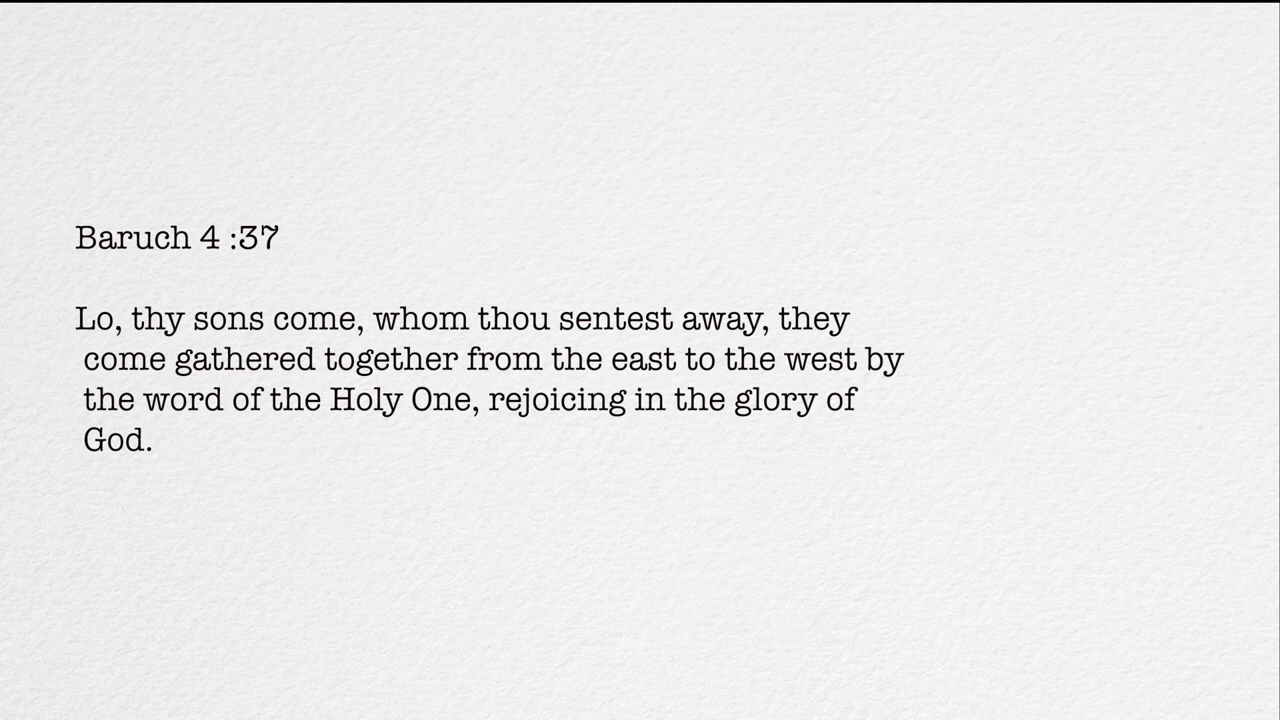 Baruch 4 :37
Lo, thy sons come, whom thou sentest away, they
come gathered together from the east to the west by
the word of the Holy One, rejoicing in the glory of
God.